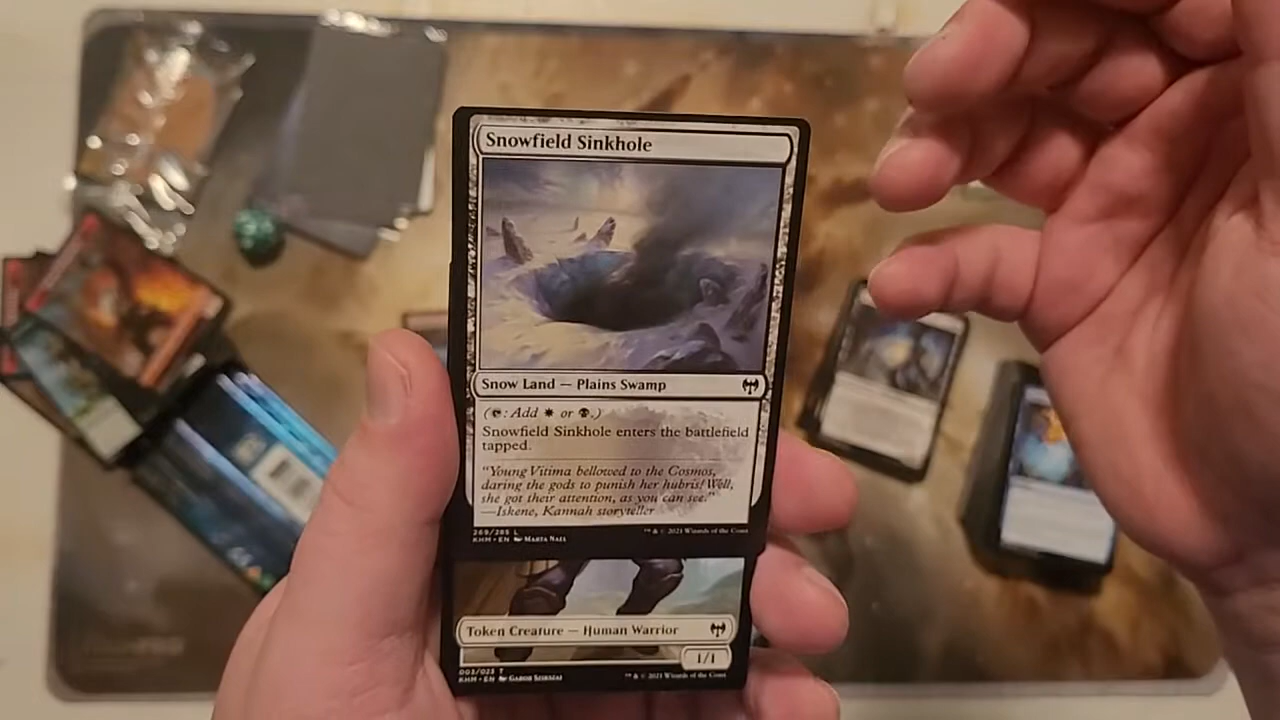 Snowfield Sinkhole
Snow Land — Plains Swamp
( : Add or .)
Snowfield Sinkhole enters the battlefield
tapped.
"Young Vitima bellowed to the Cosmos,
daring the gods to punish her hubris! Well,
she got their attention, as you can see."
—Iskene, Kannah storyteller
269/285 L
KHM • EN Marta Nael
™ & © 2021 Wizards of the Coast
Token Creature — Human Warrior
1/1
003/023 T
KHM • EN Gabor Szikszai
™ & © 2021 Wizards of the Coast